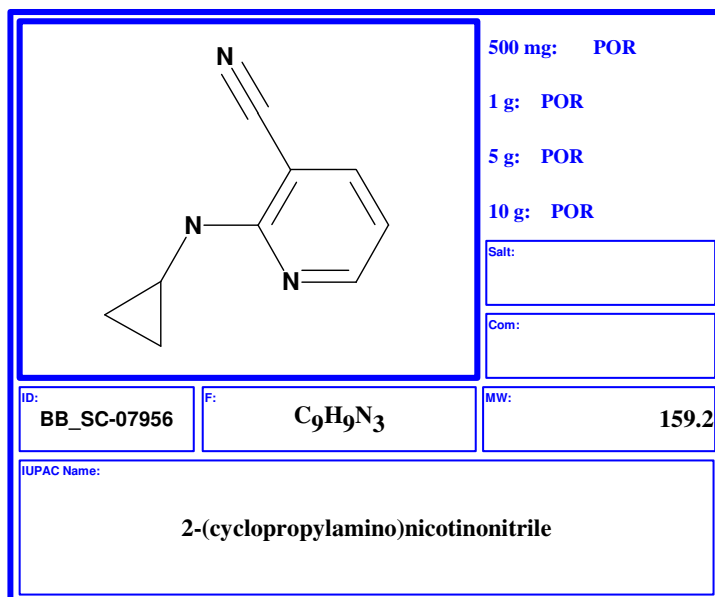 N
N
N
500 mg: POR
1 g: POR
5 g: POR
10 g: POR
Salt:
Com:
ID:
BB_SC-07956
F:
C9H9N3
MW:
159.2
IUPAC Name:
2-(cyclopropylamino)nicotinonitrile